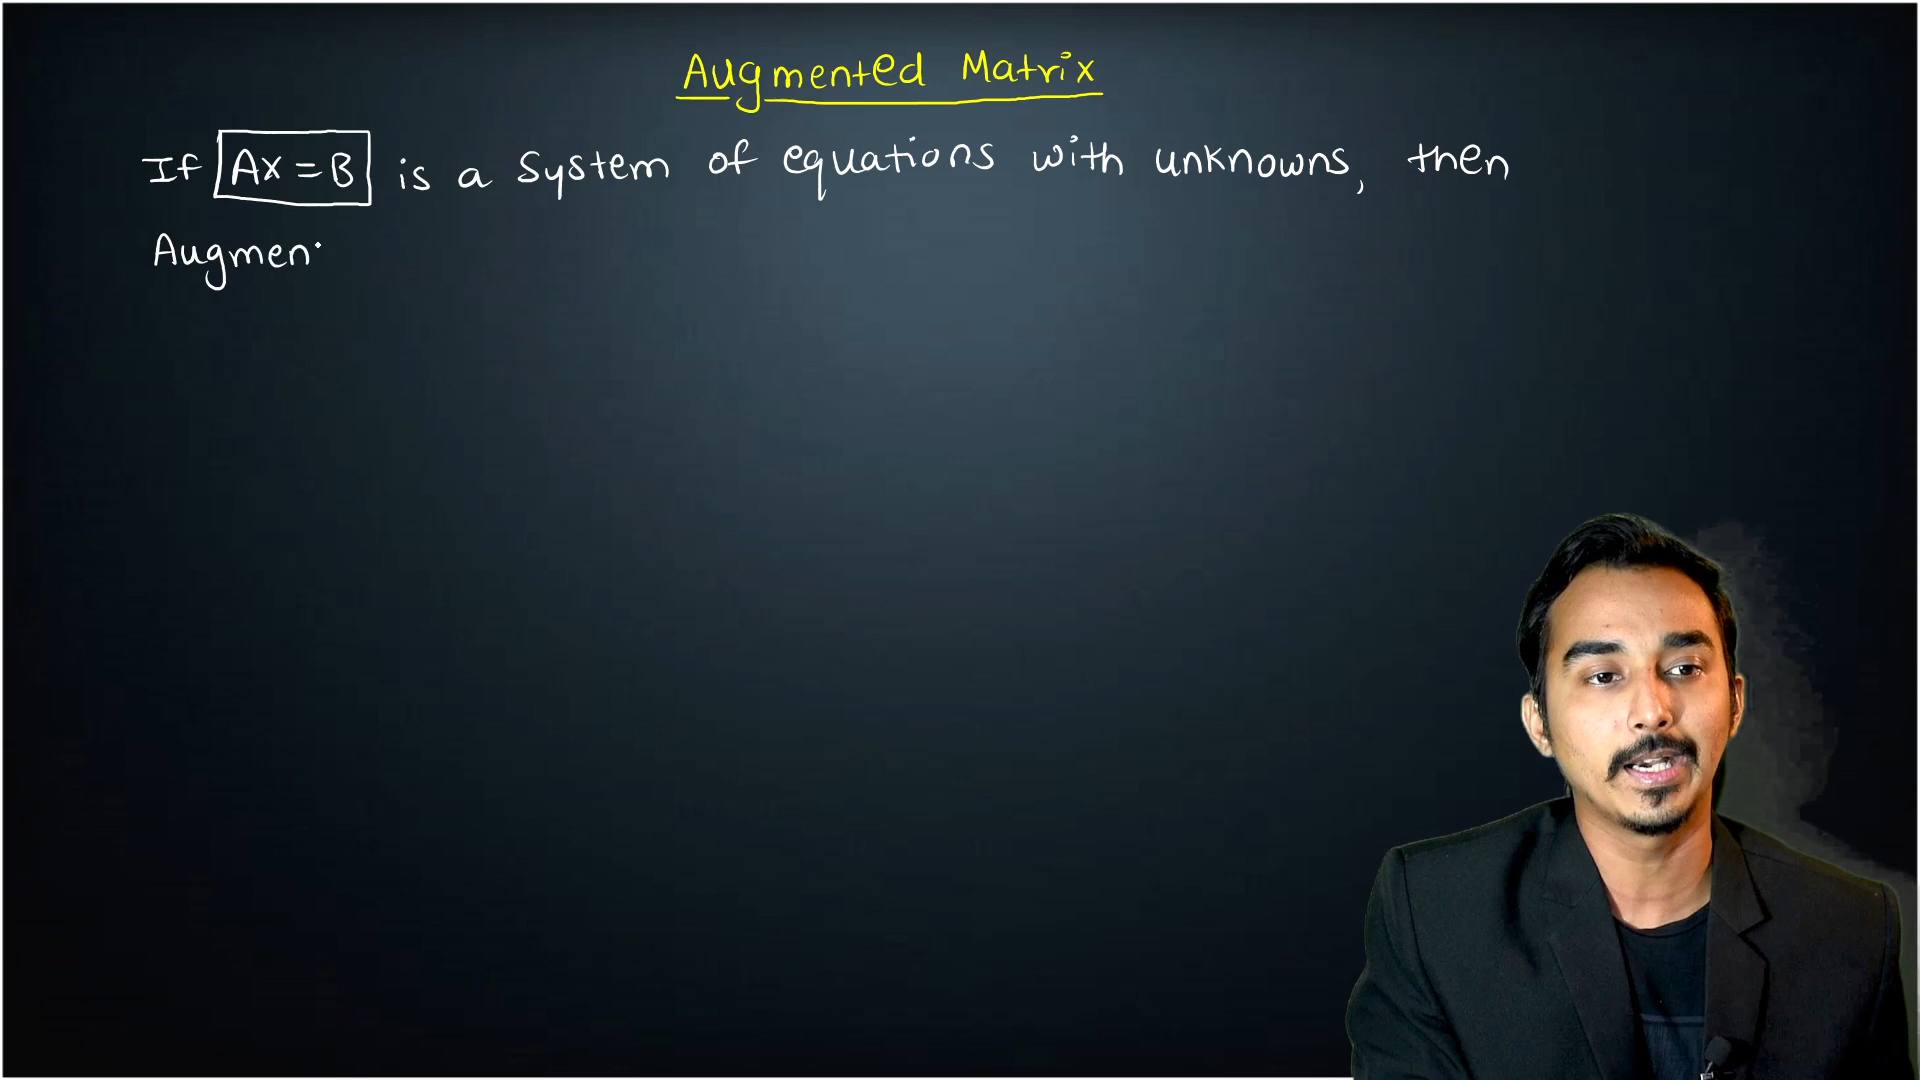 Augmented Matrix
If AX = B is a System of equations with unknowns, then
Augmen